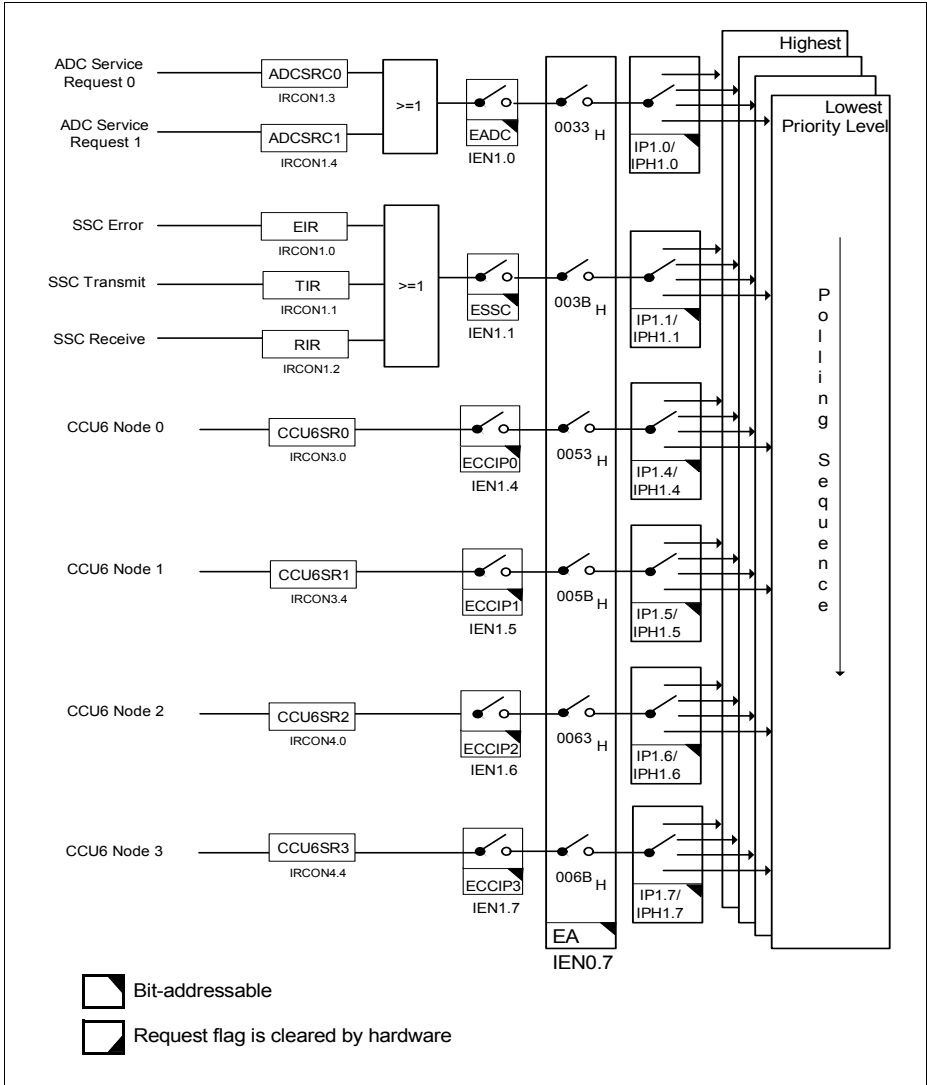 Highest
Lowest
Priority Level
ADC Service
Request 0
ADCSRC0
IRCON1.3
ADC Service
Request 1
ADCSRC1
IRCON1.4
>=1
EADC
IEN1.0
0033 H
IP1.0/
IPH1.0
SSC Error
EIR
IRCON1.0
SSC Transmit
TIR
IRCON1.1
SSC Receive
RIR
IRCON1.2
>=1
ESSC
IEN1.1
003B H
IP1.1/
IPH1.1
CCU6 Node 0
CCU6SR0
IRCON3.0
ECCIP0
IEN1.4
0053 H
IP1.4/
IPH1.4
CCU6 Node 1
CCU6SR1
IRCON3.4
ECCIP1
IEN1.5
005B H
IP1.5/
IPH1.5
CCU6 Node 2
CCU6SR2
IRCON4.0
ECCIP2
IEN1.6
0063 H
IP1.6/
IPH1.6
CCU6 Node 3
CCU6SR3
IRCON4.4
ECCIP3
IEN1.7
006B H
IP1.7/
IPH1.7
EA
IEN0.7
Polling Sequence
Bit-addressable
Request flag is cleared by hardware